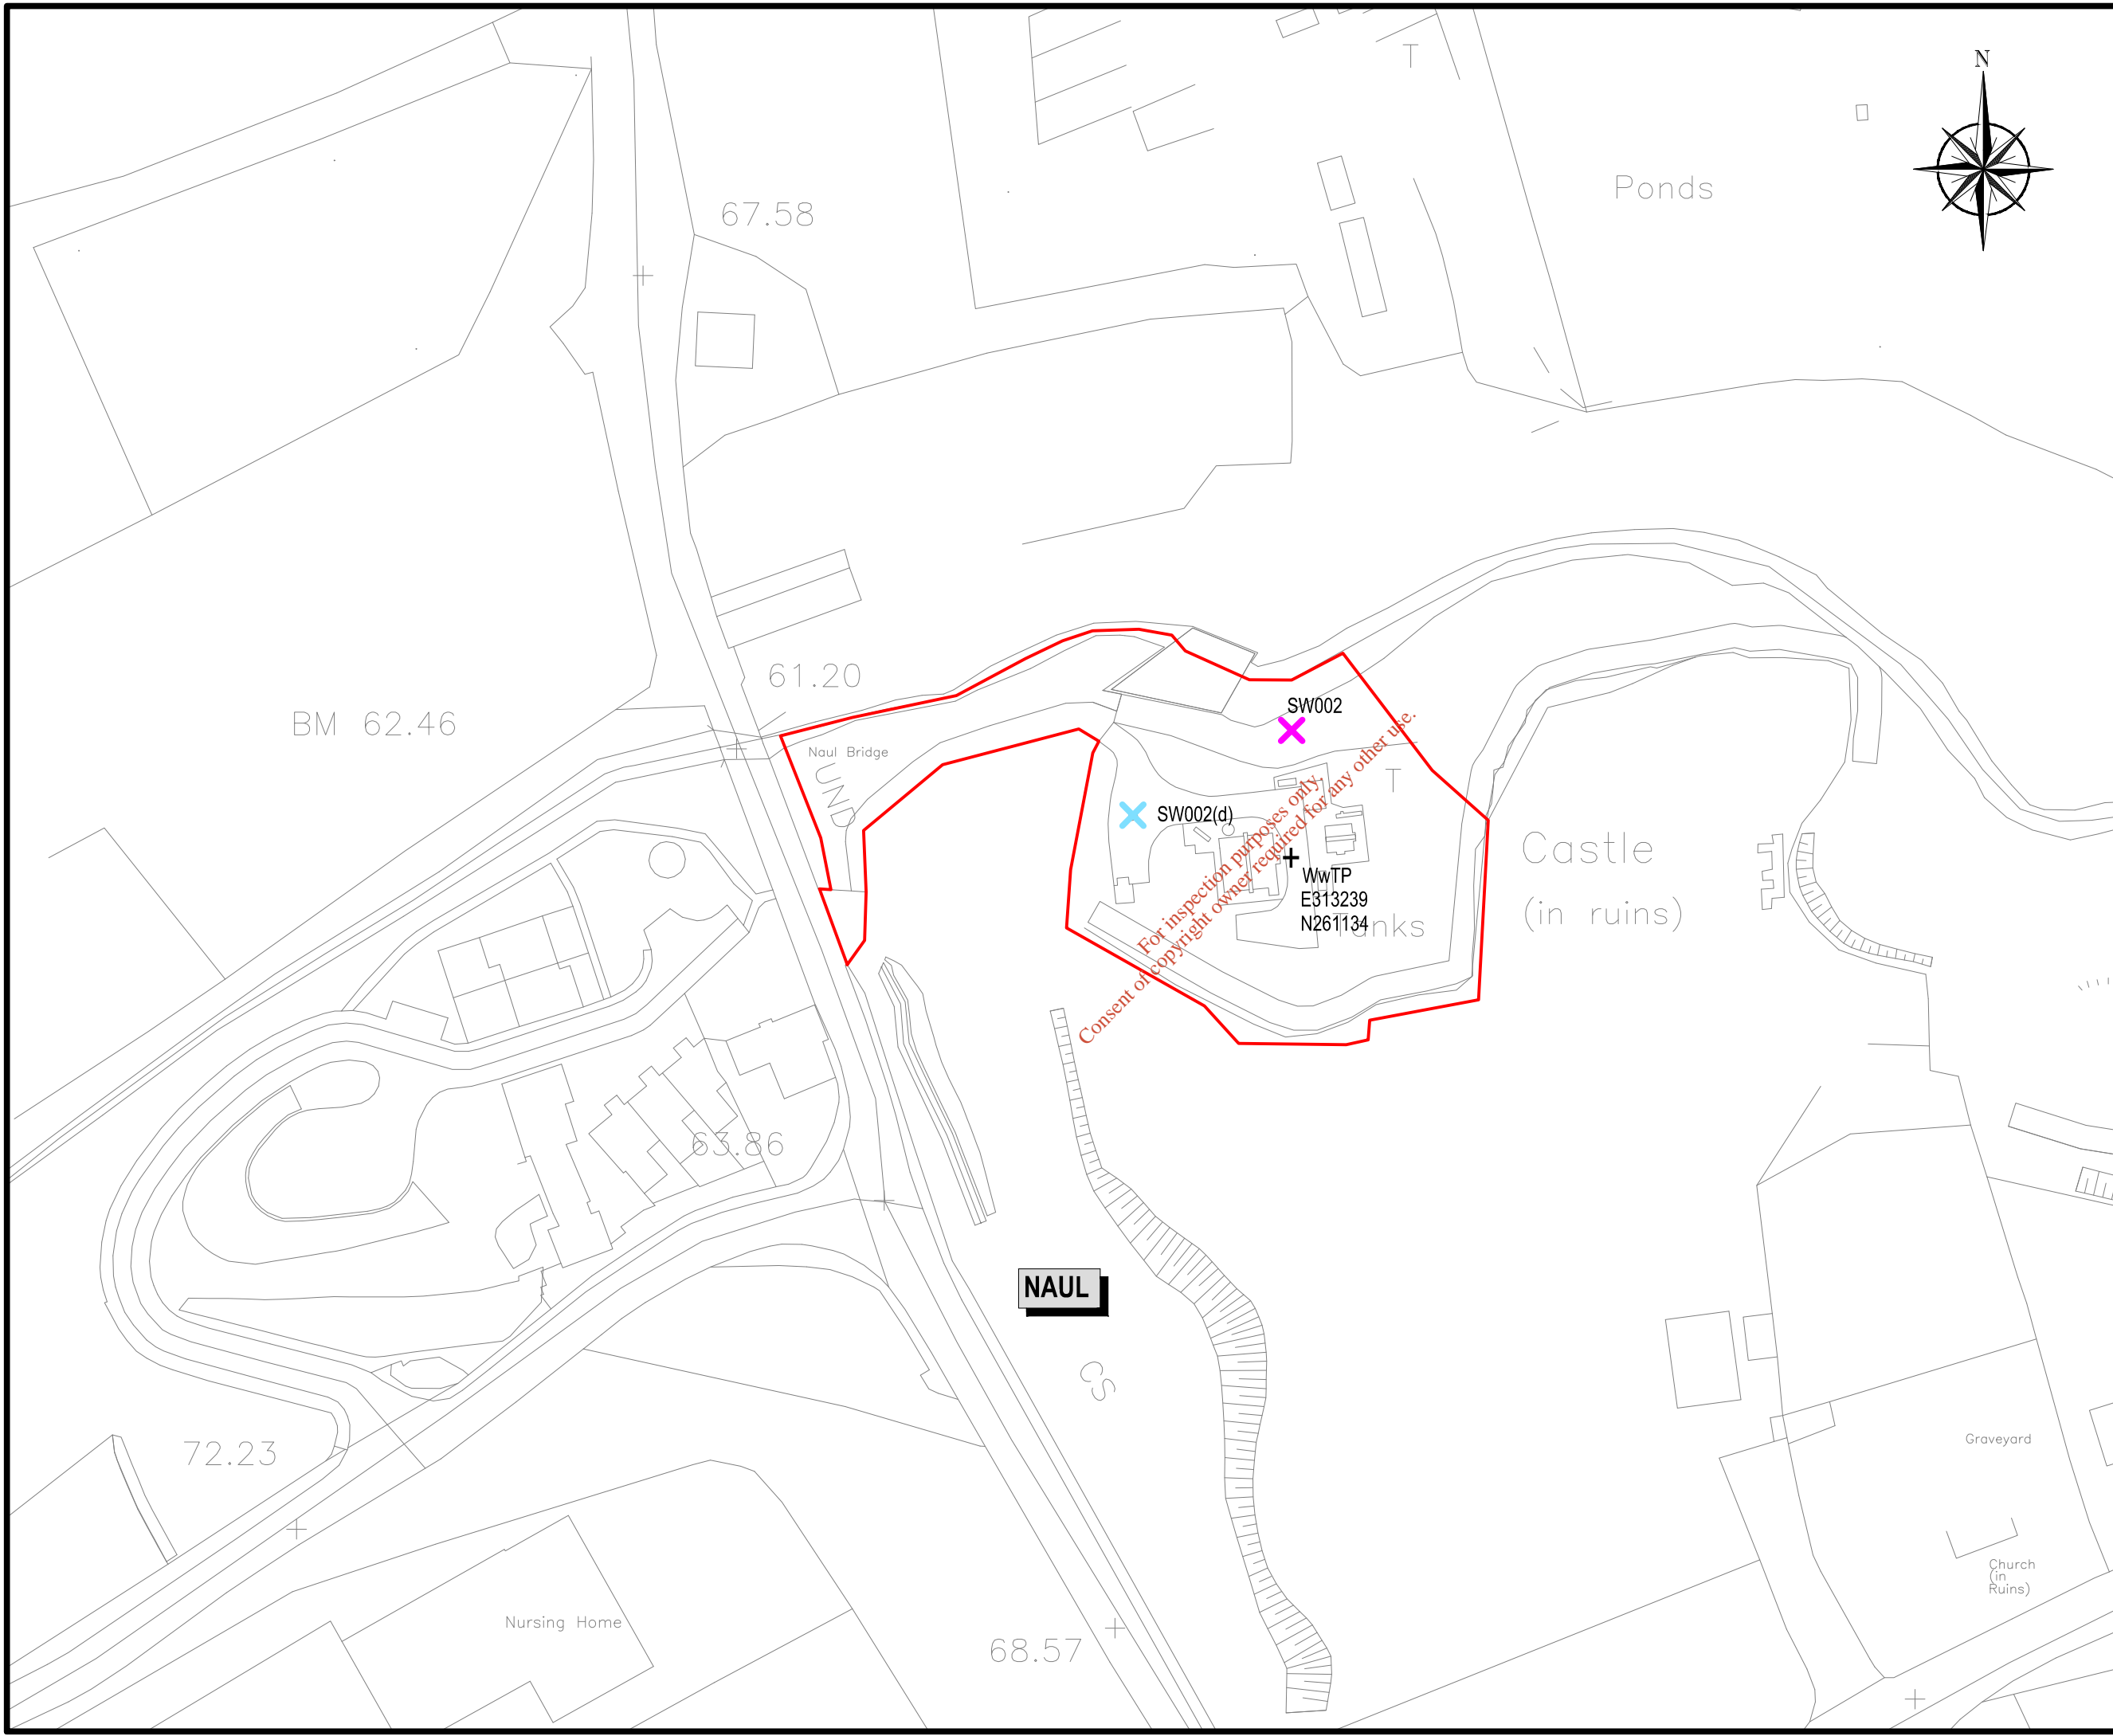 N
T
Ponds
67.58
61.20
BM 62.46
Naul Bridge
UND
SW002
SW002(d)
T
WwTP
E313239
N261134
Tanks
Castle
(in ruins)
For inspection purposes only.
Consent of copyright owner required for any other use.
63.86
NAUL
CS
72.23
Graveyard
Church
(in
Ruins)
Nursing Home
68.57